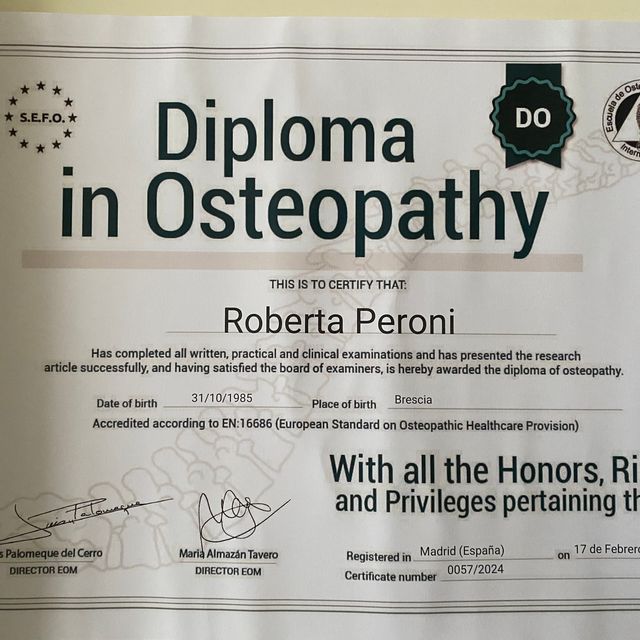 S.E.F.O.
DO
Escuela de
Diploma
in Osteopathy
THIS IS TO CERTIFY THAT:
Roberta Peroni
Has completed all written, practical and clinical examinations and has presented the research
article successfully, and having satisfied the board of examiners, is hereby awarded the diploma of osteopathy.
Date of birth 31/10/1985 Place of birth Brescia
Accredited according to EN:16686 (European Standard on Osteopathic Healthcare Provision)
With all the Honors, Ri
and Privileges pertaining th
Palomeque del Cerro
DIRECTOR EOM
María Almazán Tavero
DIRECTOR EOM
Registered in Madrid (España) on 17 de Febrero
Certificate number 0057/2024